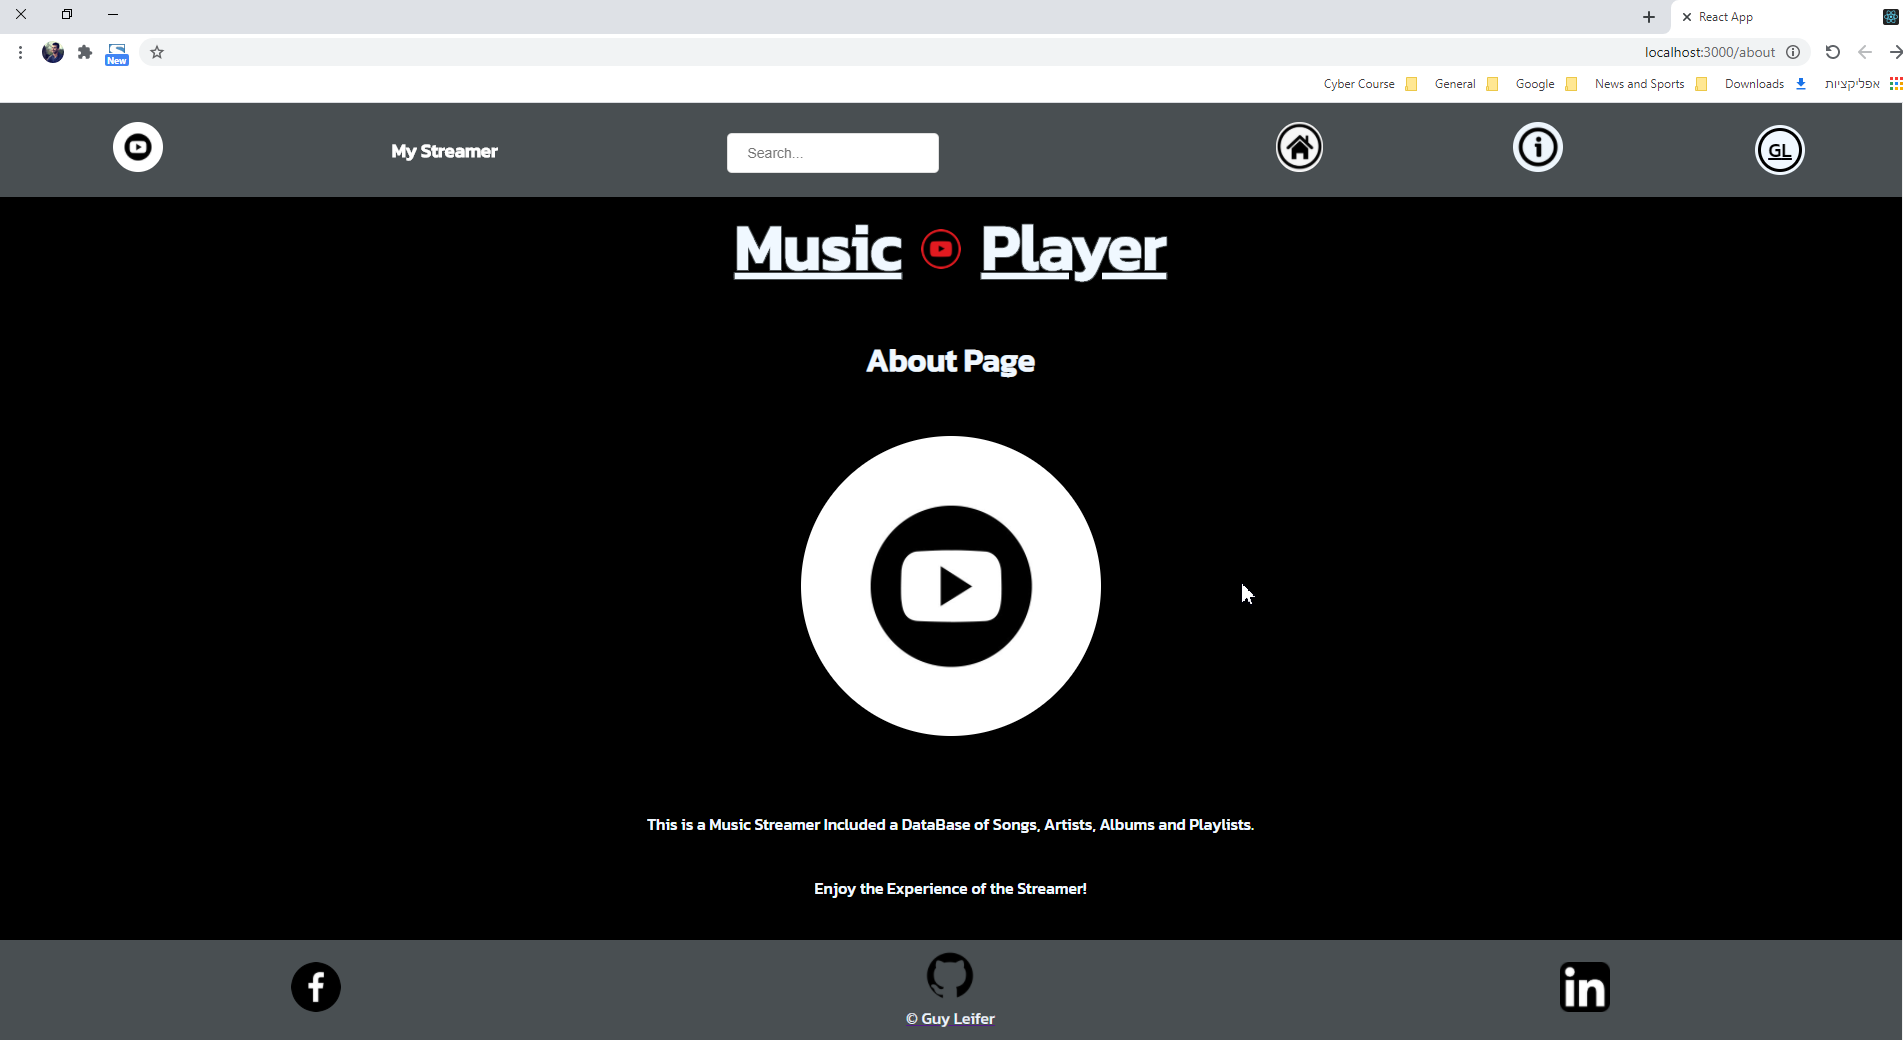 React App
New
localhost:3000/about
Cyber Course General Google News and Sports Downloads אפליקציות
My Streamer Search... GL
Music Player
About Page
This is a Music Streamer Included a DataBase of Songs, Artists, Albums and Playlists.
Enjoy the Experience of the Streamer!
© Guy Leifer